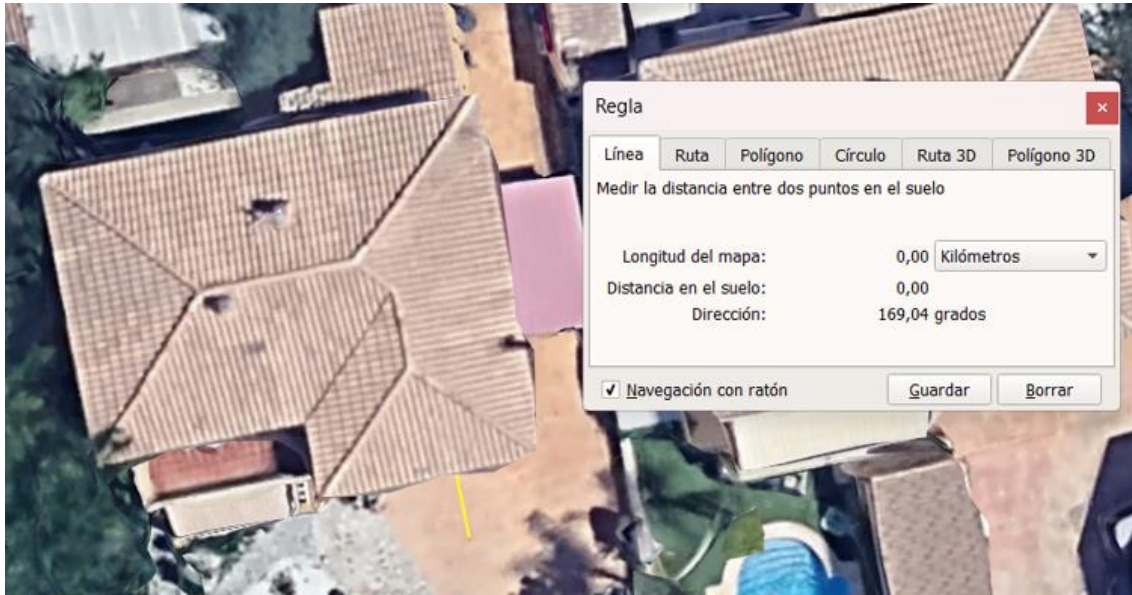 Regla
Línea Ruta Polígono Círculo Ruta 3D Polígono 3D
Medir la distancia entre dos puntos en el suelo
Longitud del mapa: 0,00 Kilómetros
Distancia en el suelo: 0,00
Dirección: 169,04 grados
Navegación con ratón Guardar Borrar